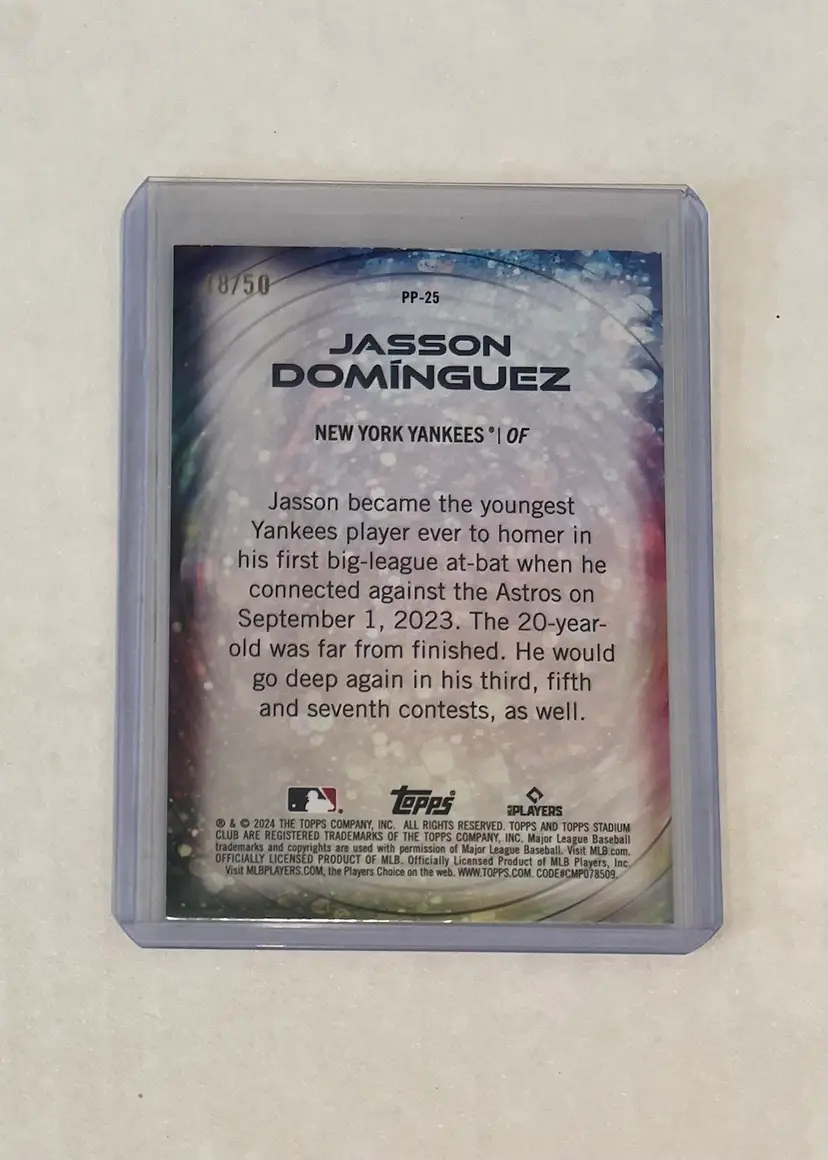 18/50
PP-25
JASSON
DOMÍNGUEZ
NEW YORK YANKEES® | OF
Jasson became the youngest
Yankees player ever to homer in
his first big-league at-bat when he
connected against the Astros on
September 1, 2023. The 20-year-
old was far from finished. He would
go deep again in his third, fifth
and seventh contests, as well.
Topps
PLAYERS
® & © 2024 THE TOPPS COMPANY, INC. ALL RIGHTS RESERVED. TOPPS AND TOPPS STADIUM
CLUB ARE REGISTERED TRADEMARKS OF THE TOPPS COMPANY, INC. Major League Baseball
trademarks and copyrights are used with permission of Major League Baseball. Visit MLB.com.
OFFICIALLY LICENSED PRODUCT OF MLB. Officially Licensed Product of MLB Players, Inc.
Visit MLBPLAYERS.COM, the Players Choice on the web. WWW.TOPPS.COM. CODE#CMP078509.